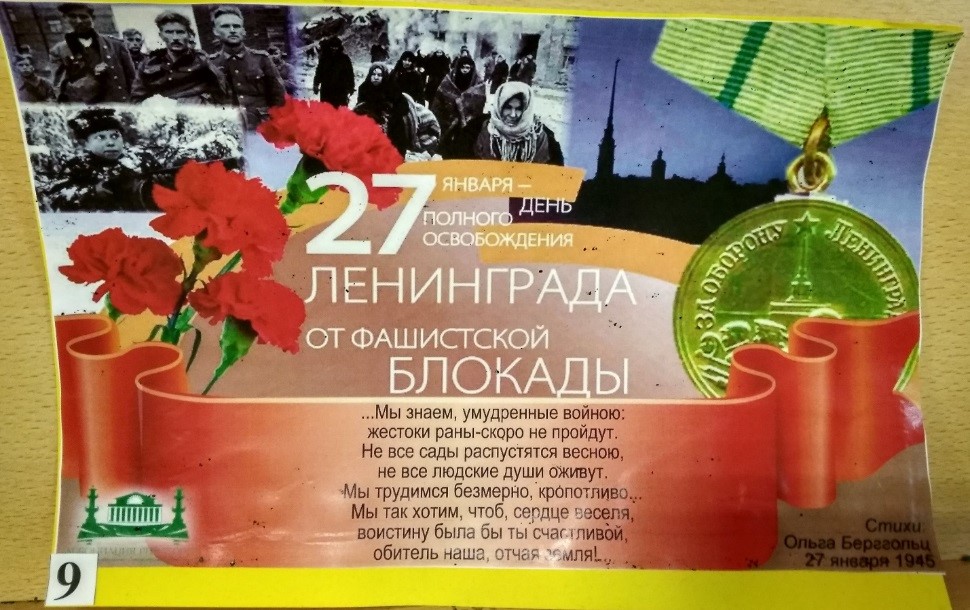 27 ЯНВАРЯ –
ДЕНЬ
ПОЛНОГО
ОСВОБОЖДЕНИЯ
ЛЕНИНГРАДА
ОТ ФАШИСТСКОЙ
БЛОКАДЫ
ЗА ОБОРОНУ ★ ЛЕНИНГРА
...Мы знаем, умудренные войною:
жестоки раны-скоро не пройдут.
Не все сады распустятся весною,
не все людские души оживут.
Мы трудимся безмерно, кропотливо...
Мы так хотим, чтоб, сердце веселя,
воистину была бы ты счастливой,
обитель наша, отчая земля!..
Стихи:
Ольга Берггольц
27 января 1945
9